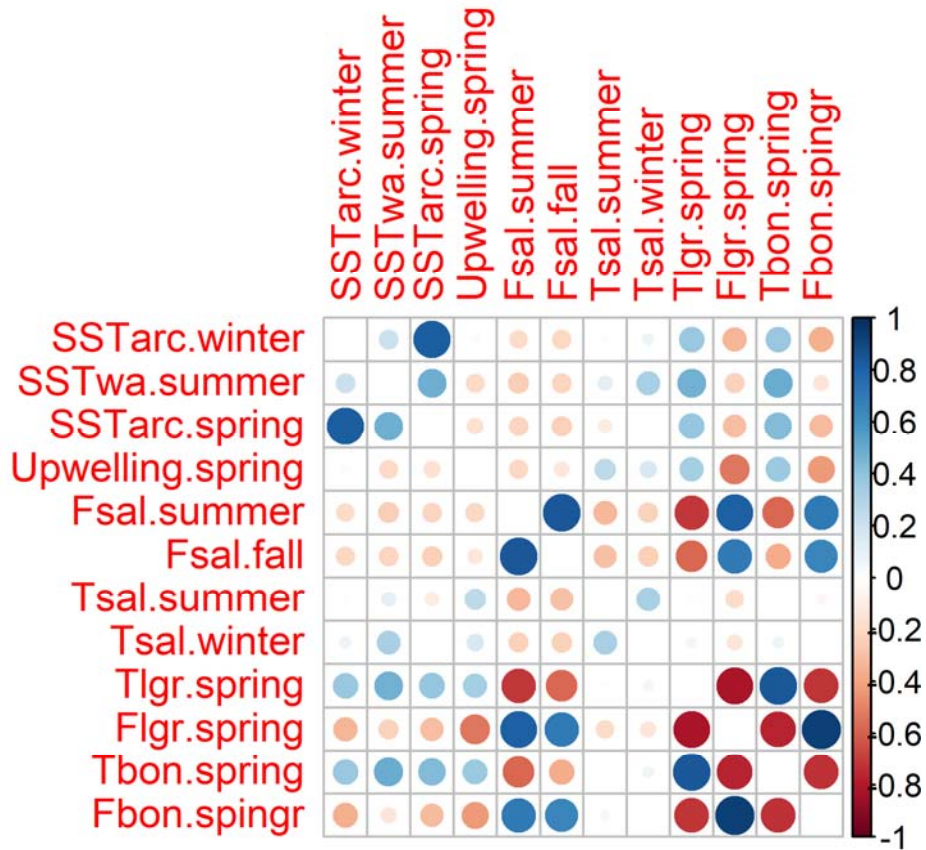 SSTarc.winter
SSTwa.summer
SSTarc.spring
Upwelling.spring
Fsal.summer
Fsal.fall
Tsal.summer
Tsal.winter
Tlgr.spring
Flgr.spring
Tbon.spring
Fbon.spingr
SSTarc.winter
SSTwa.summer
SSTarc.spring
Upwelling.spring
Fsal.summer
Fsal.fall
Tsal.summer
Tsal.winter
Tlgr.spring
Flgr.spring
Tbon.spring
Fbon.spingr
1
0.8
0.6
0.4
0.2
0
-0.2
-0.4
-0.6
-0.8
-1